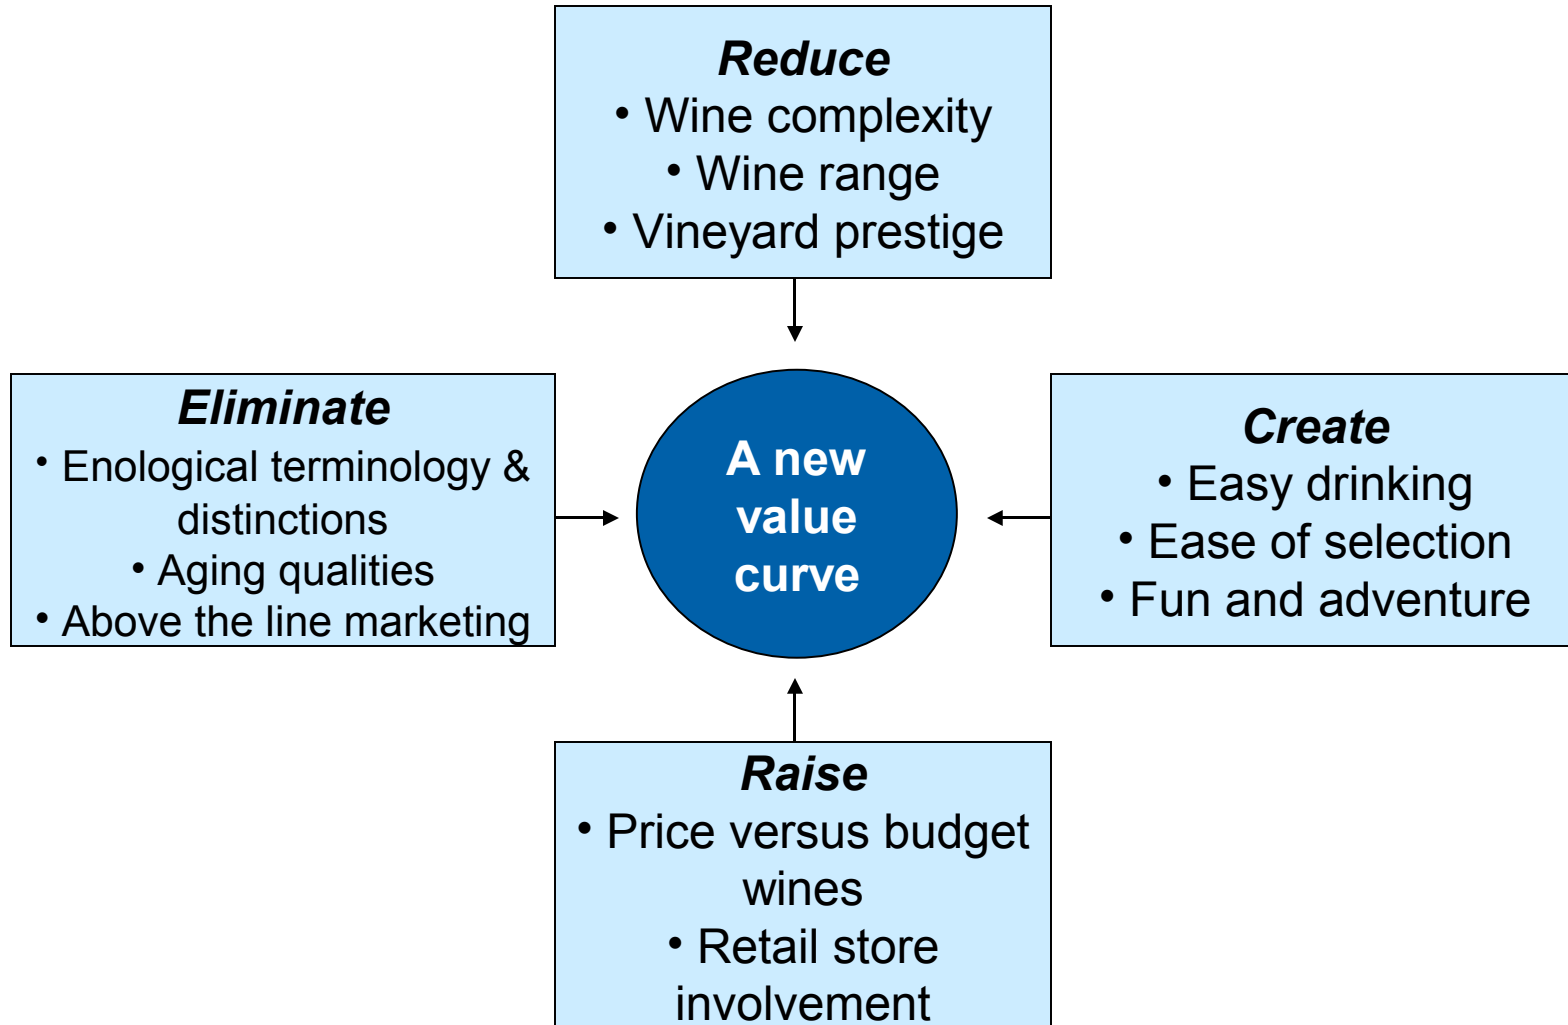 Reduce
• Wine complexity
• Wine range
• Vineyard prestige
Eliminate
• Enological terminology &
distinctions
• Aging qualities
• Above the line marketing
A new
value
curve
Create
• Easy drinking
• Ease of selection
• Fun and adventure
Raise
• Price versus budget
wines
• Retail store
involvement